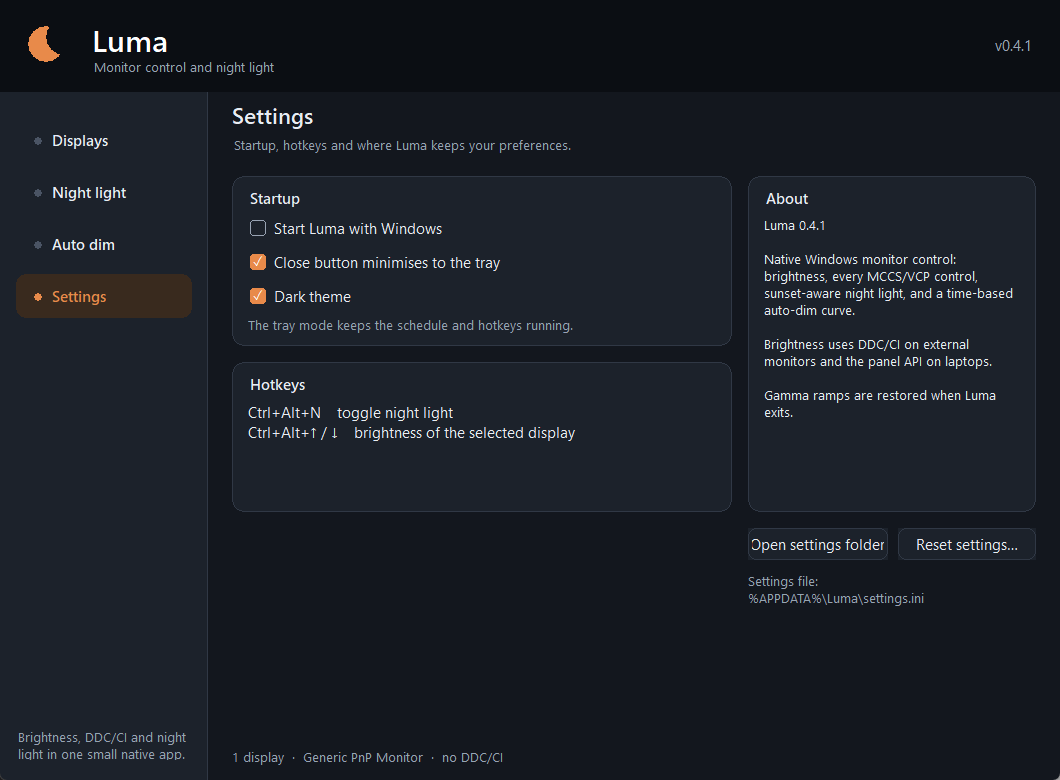 Luma
Monitor control and night light
v0.4.1
Displays
Night light
Auto dim
Settings
Brightness, DDC/CI and night
light in one small native app.
Settings
Startup, hotkeys and where Luma keeps your preferences.
Startup
Start Luma with Windows
Close button minimises to the tray
Dark theme
The tray mode keeps the schedule and hotkeys running.
Hotkeys
Ctrl+Alt+N toggle night light
Ctrl+Alt+↑ / ↓ brightness of the selected display
About
Luma 0.4.1
Native Windows monitor control:
brightness, every MCCS/VCP control,
sunset-aware night light, and a time-based
auto-dim curve.
Brightness uses DDC/CI on external
monitors and the panel API on laptops.
Gamma ramps are restored when Luma
exits.
Open settings folder
Reset settings...
Settings file:
%APPDATA%\Luma\settings.ini
1 display · Generic PnP Monitor · no DDC/CI